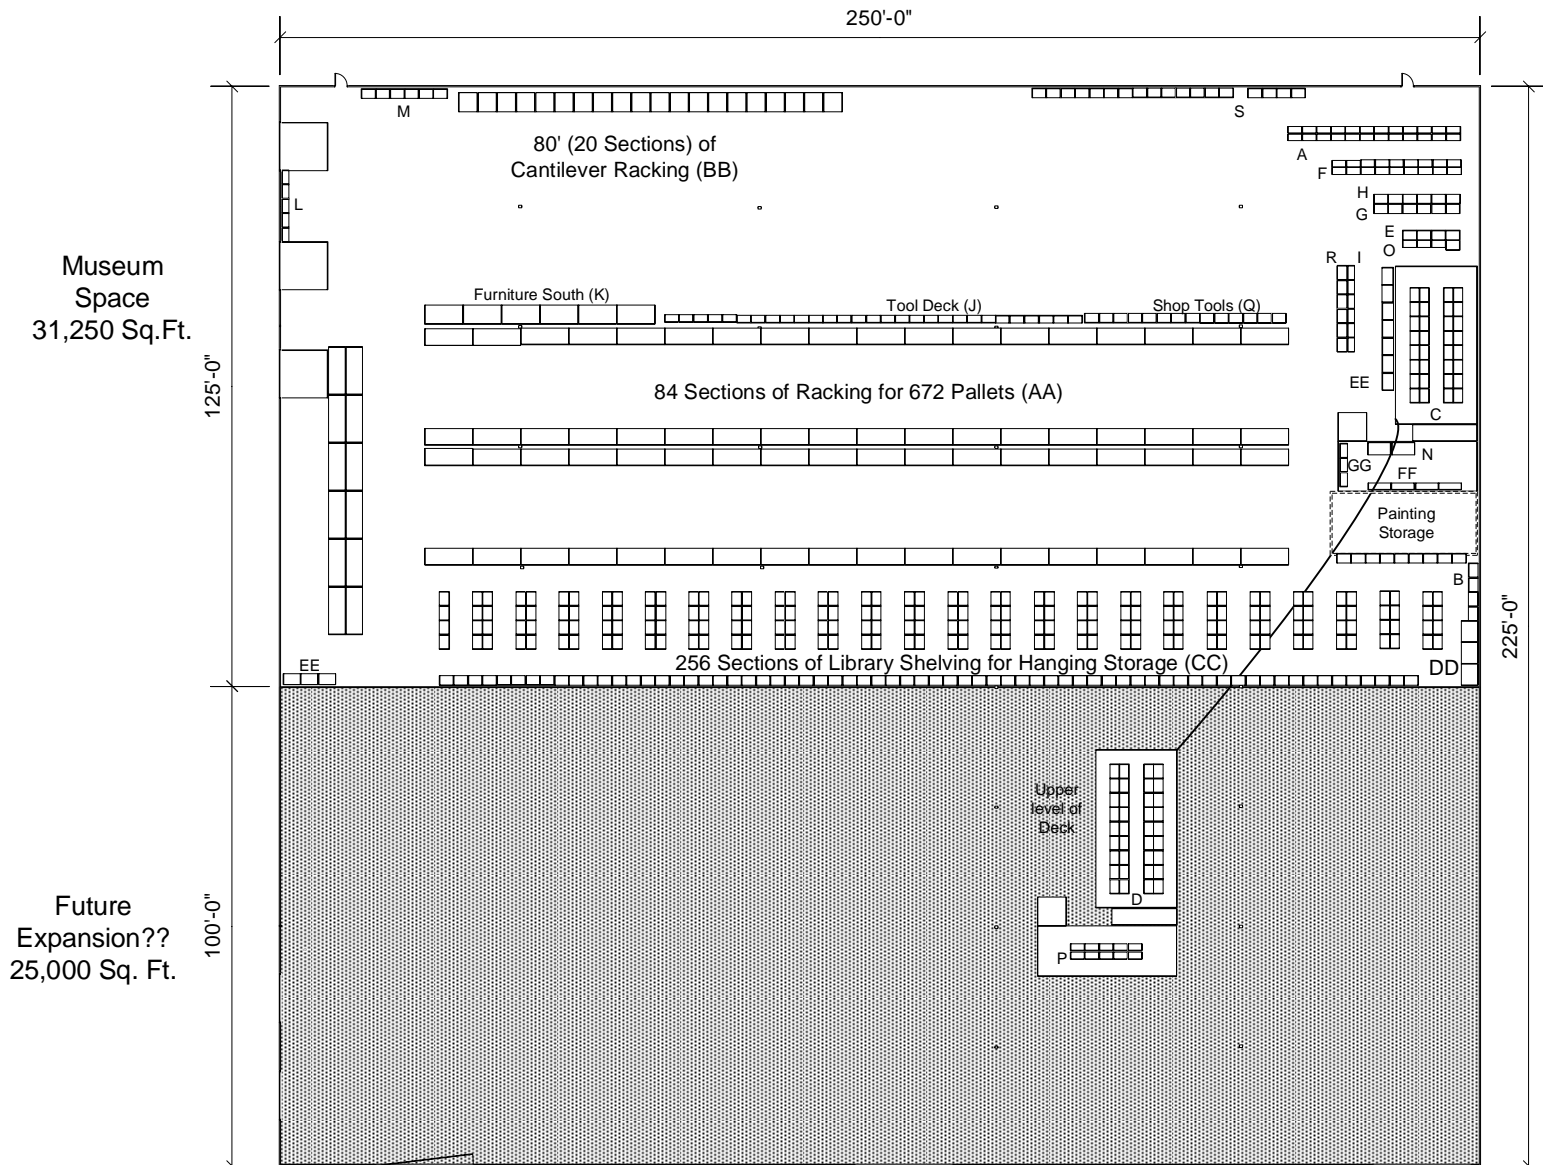 250'-0"
M
S
80' (20 Sections) of
Cantilever Racking (BB)
A
F
H
G
L
E
O
R I
Museum
Space
31,250 Sq.Ft.
Furniture South (K)
Tool Deck (J)
Shop Tools (Q)
125'-0"
84 Sections of Racking for 672 Pallets (AA)
EE
C
N
GG
FF
Painting
Storage
B
225'-0"
EE
256 Sections of Library Shelving for Hanging Storage (CC)
DD
Upper
level of
Deck
D
Future
Expansion??
25,000 Sq. Ft.
100'-0"
P